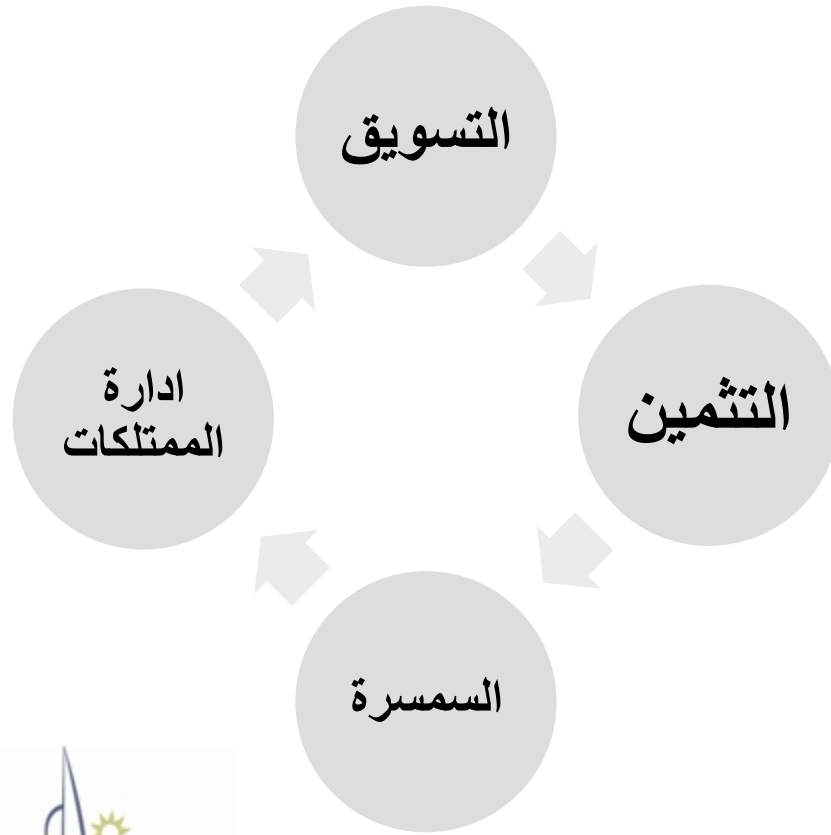 التسويق
التثمين
السمسرة
ادارة
الممتلكات